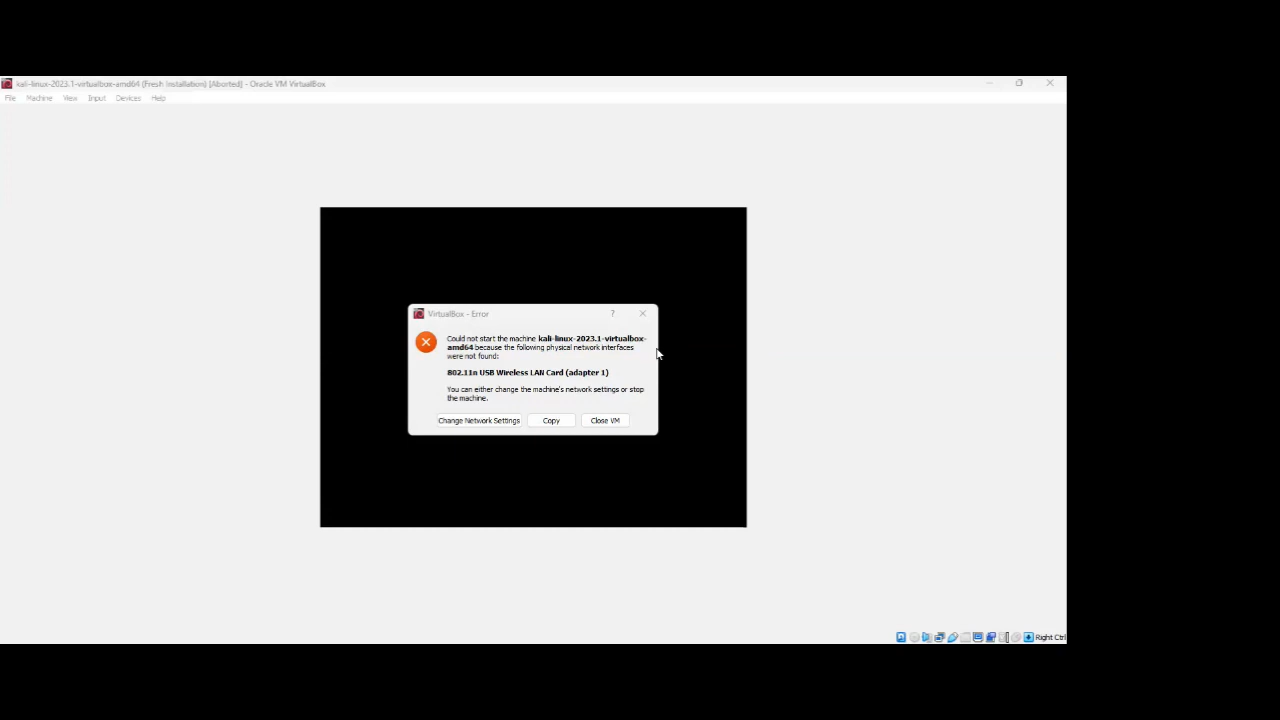 kali-linux-2023.1-virtualbox-amd64 (Fresh Installation) [Aborted] - Oracle VM VirtualBox
File Machine View Input Devices Help
VirtualBox - Error
?
Could not start the machine kali-linux-2023.1-virtualbox-
amd64 because the following physical network interfaces
were not found:
802.11n USB Wireless LAN Card (adapter 1)
You can either change the machine's network settings or stop
the machine.
Change Network Settings Copy Close VM
Right Ctrl